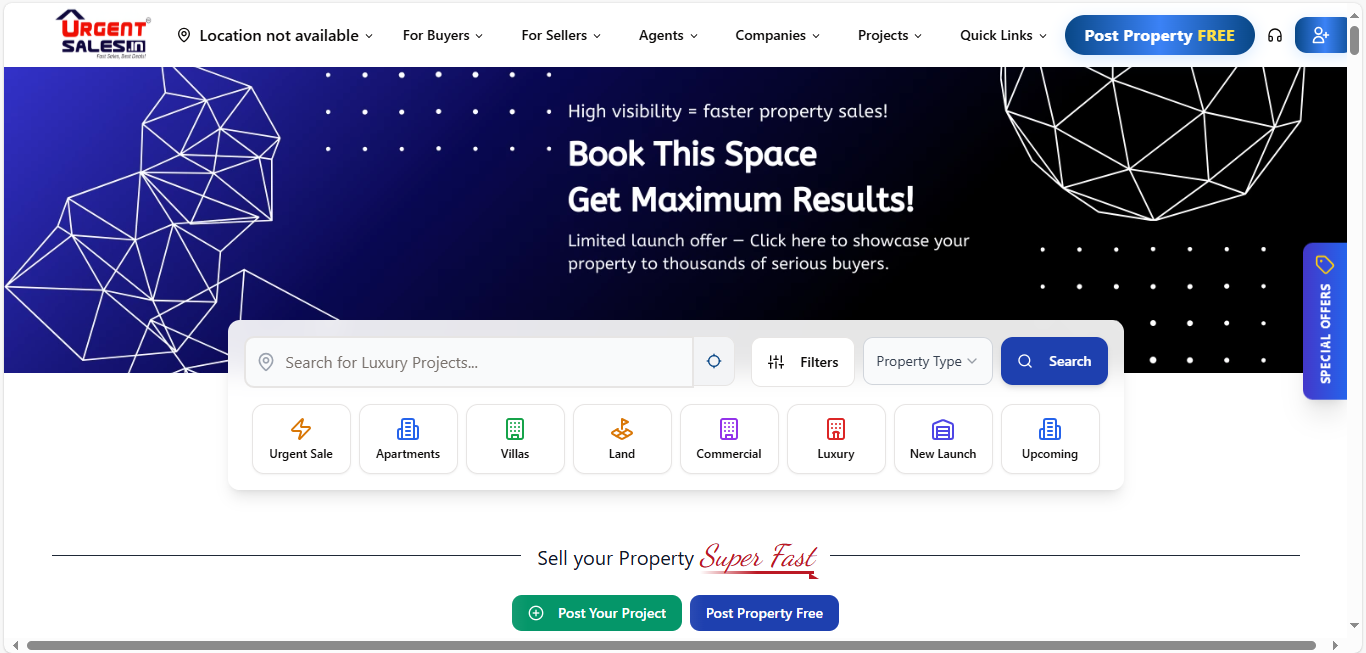 URGENT
SALES.IN
Fast Sales, Best Deals!
Location not available
For Buyers
For Sellers
Agents
Companies
Projects
Quick Links
Post Property FREE
High visibility = faster property sales!
Book This Space
Get Maximum Results!
Limited launch offer — Click here to showcase your
property to thousands of serious buyers.
SPECIAL OFFERS
Search for Luxury Projects...
Filters
Property Type
Search
Urgent Sale
Apartments
Villas
Land
Commercial
Luxury
New Launch
Upcoming
Sell your Property Super Fast
Post Your Project
Post Property Free